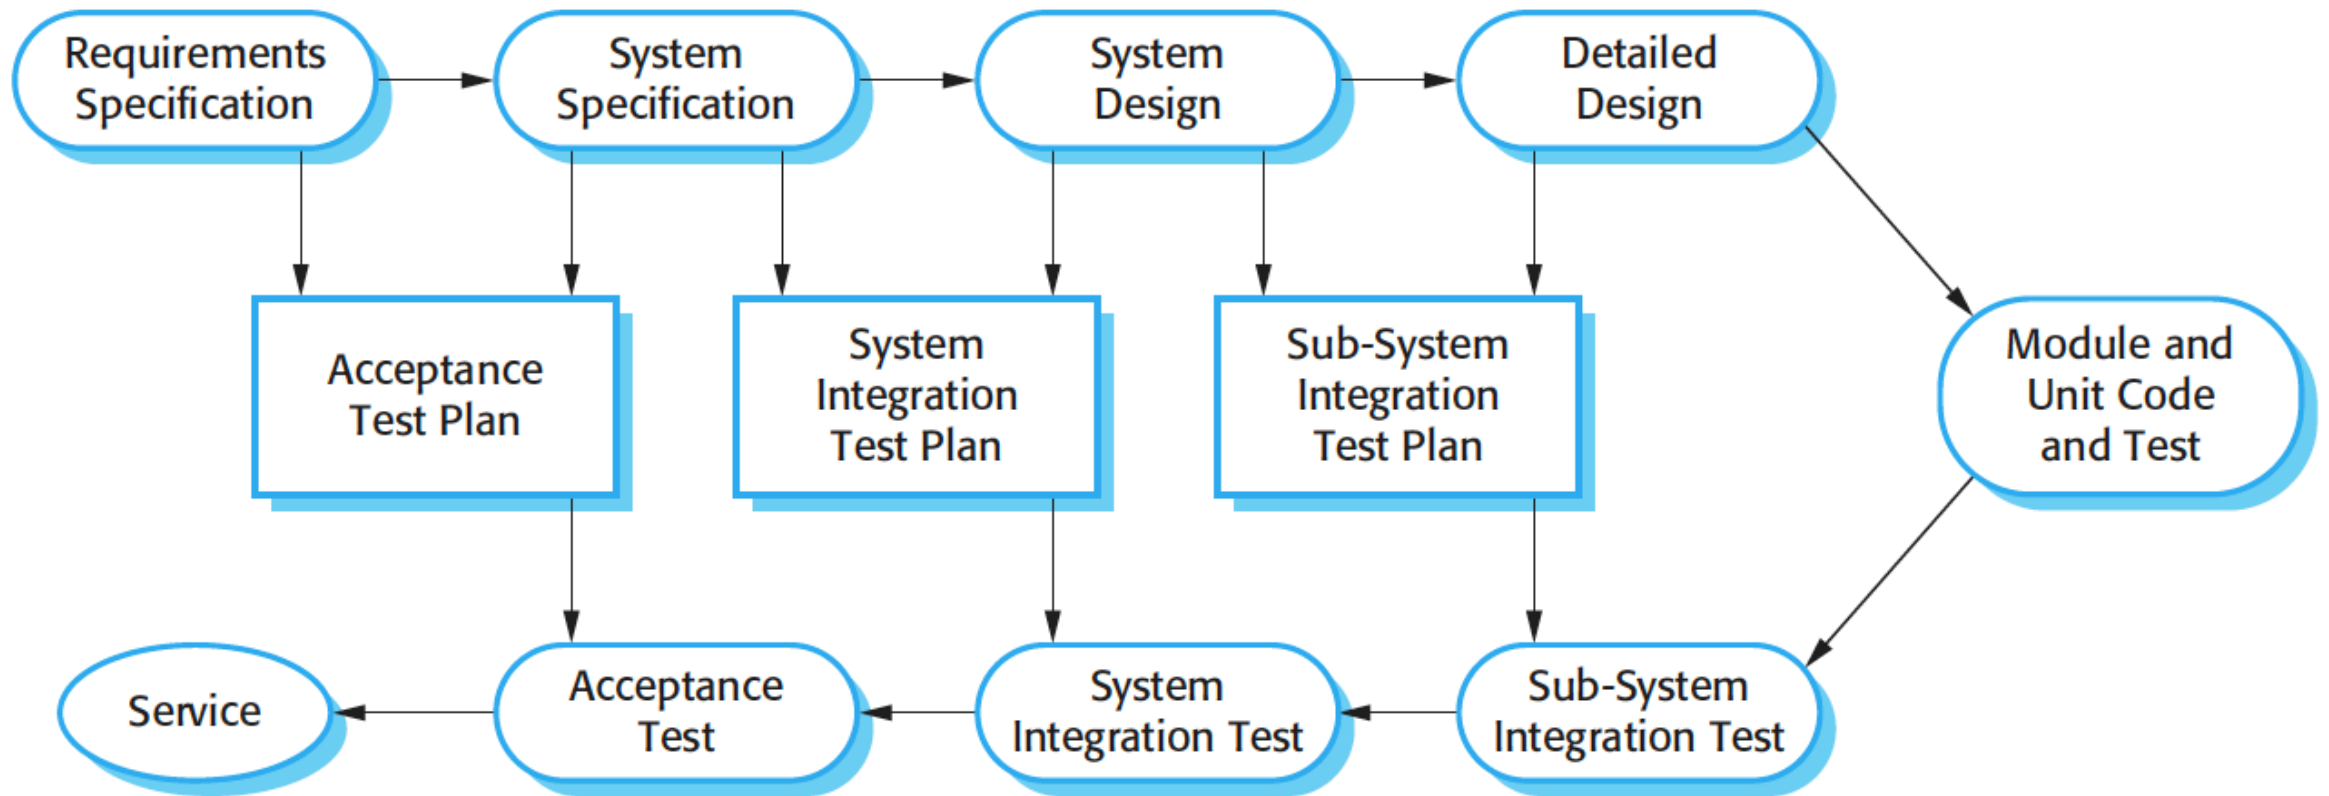 Requirements
Specification
System
Specification
System
Design
Detailed
Design
Acceptance
Test Plan
System
Integration
Test Plan
Sub-System
Integration
Test Plan
Module and
Unit Code
and Test
Service
Acceptance
Test
System
Integration Test
Sub-System
Integration Test